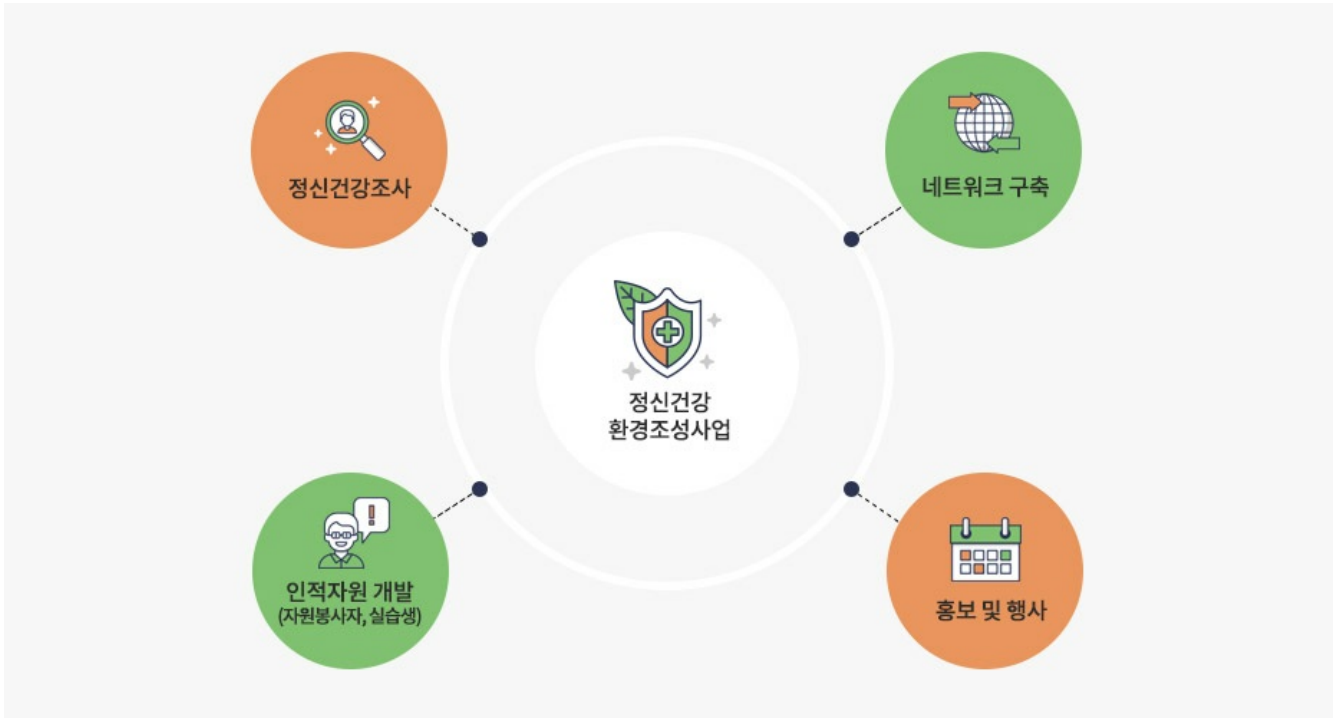 정신건강조사
네트워크 구축
정신건강
환경조성사업
인적자원 개발
(자원봉사자, 실습생)
홍보 및 행사